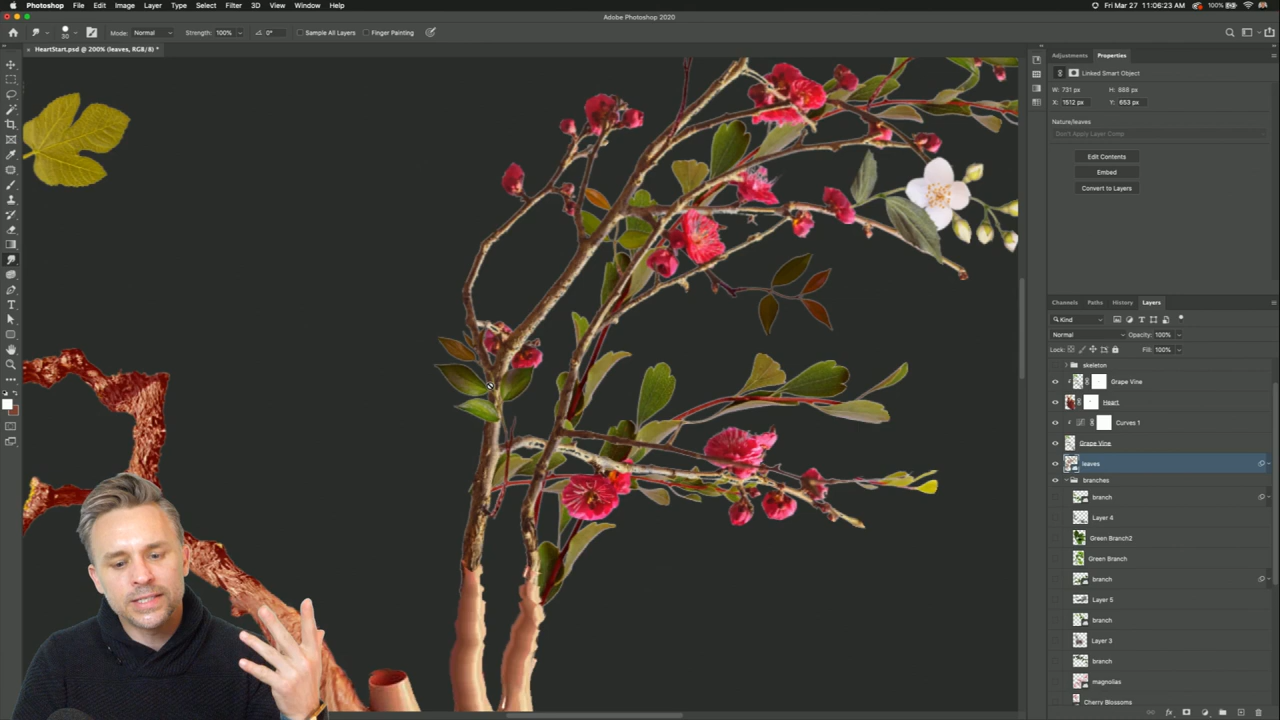 Photoshop File Edit Image Layer Type Select Filter 3D View Window Help
100% Fri Mar 27 11:06:23 AM
Adobe Photoshop 2020
30 Mode: Normal Strength: 100% 0° Sample All Layers Finger Painting
× HeartStart.psd @ 200% (leaves, RGB/8) *
Adjustments Properties
Linked Smart Object
W: 731 px H: 888 px
X: 1612 px Y: 653 px
Nature/leaves
Don't Apply Layer Comp
Edit Contents
Embed
Convert to Layers
Channels Paths History Layers
Kind
Normal Opacity: 100%
Lock: Fill: 100%
skeleton
Grape Vine
Heart
Curves 1
Grape Vine
leaves
branches
branch
Layer 4
Green Branch2
Green Branch
branch
Layer 5
branch
Layer 3
branch
magnolias
Cherry Blossoms
fx